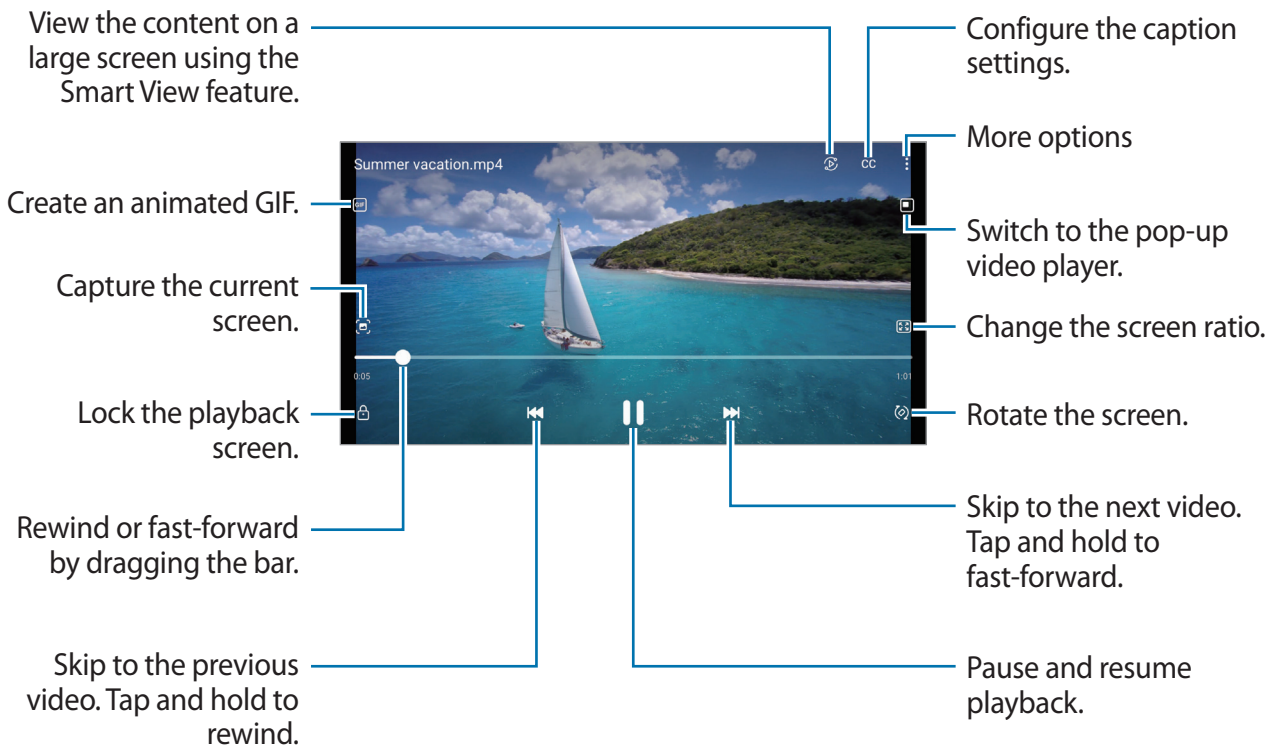 View the content on a
large screen using the
Smart View feature.
Configure the caption
settings.
More options
Summer vacation.mp4
CC
Create an animated GIF.
GIF
Switch to the pop-up
video player.
Capture the current
screen.
Change the screen ratio.
0:05
1:01
Lock the playback
screen.
Rotate the screen.
Rewind or fast-forward
by dragging the bar.
Skip to the next video.
Tap and hold to
fast-forward.
Skip to the previous
video. Tap and hold to
rewind.
Pause and resume
playback.